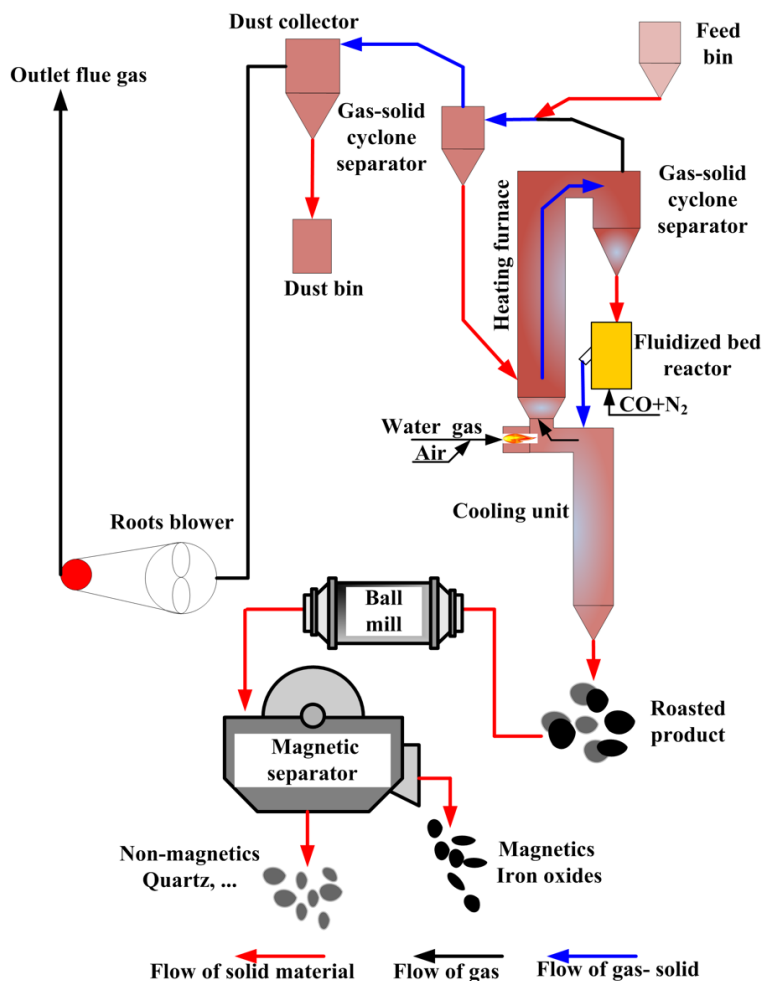 Dust collector
Feed
bin
Outlet flue gas
Gas-solid
cyclone
separator
Gas-solid
cyclone
separator
Heating furnace
Dust bin
Fluidized bed
reactor
CO+N₂
Water gas
Air
Cooling unit
Roots blower
Ball
mill
Roasted
product
Magnetic
separator
Non-magnetics
Quartz, ...
Magnetics
Iron oxides
Flow of solid material
Flow of gas
Flow of gas- solid